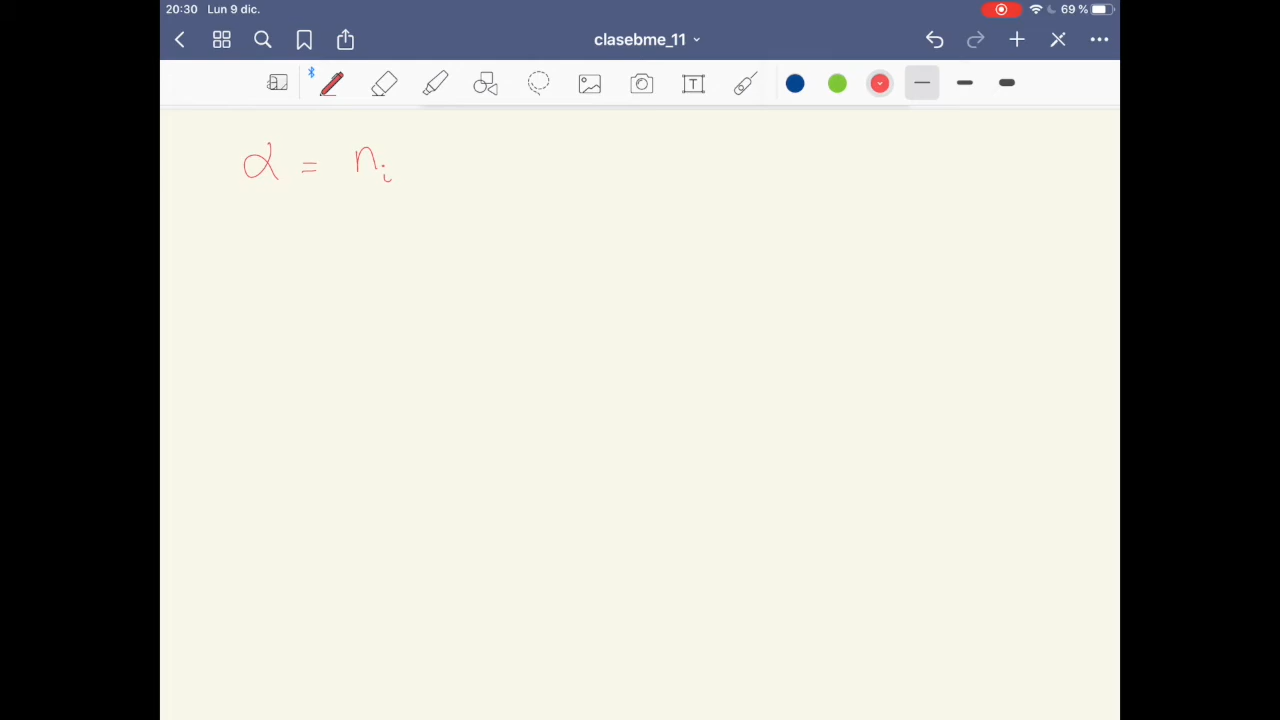 20:30 Lun 9 dic. 69 %
clasebme_11
T
α = nᵢ